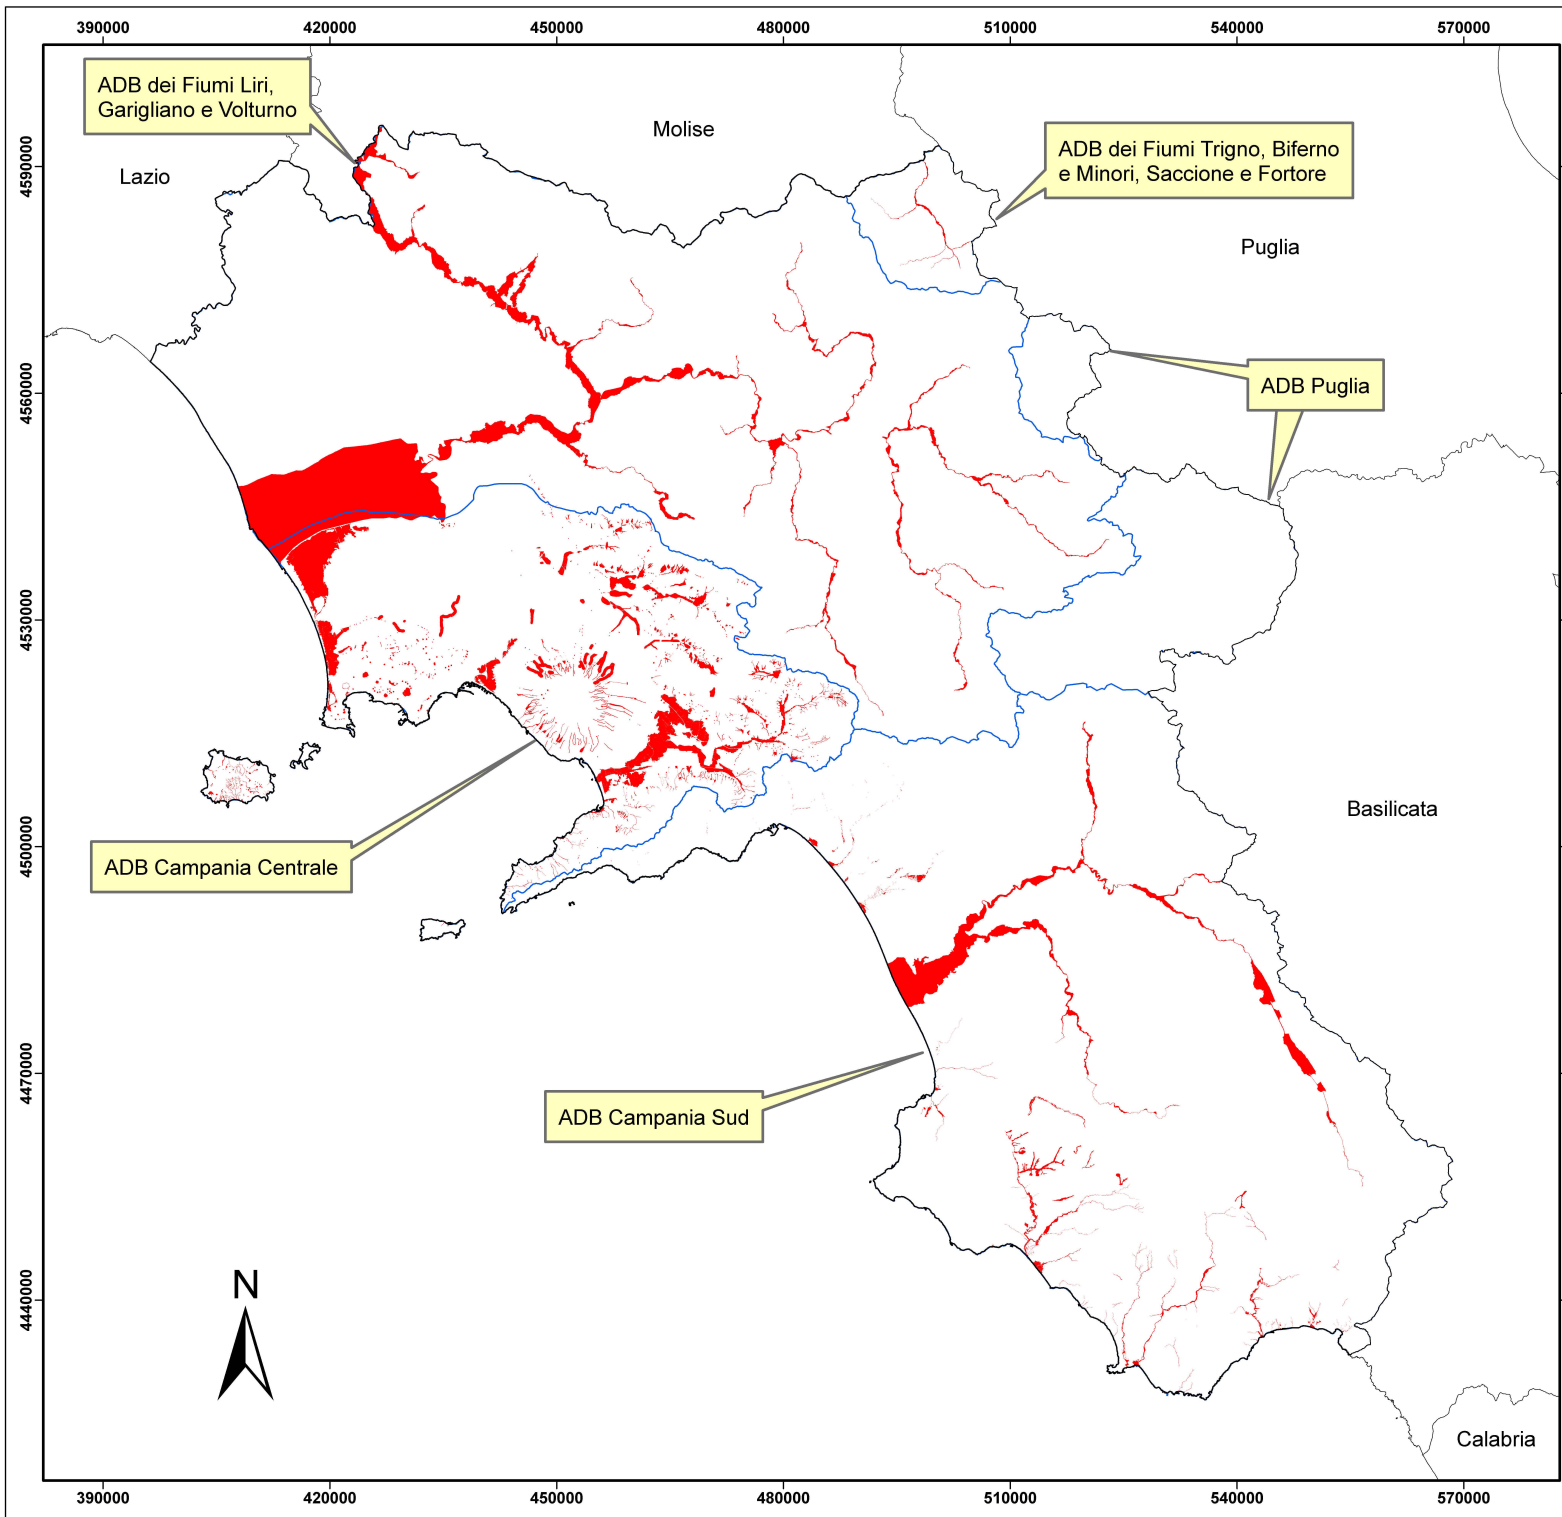 390000 420000 450000 480000 510000 540000 570000
ADB dei Fiumi Liri,
Garigliano e Volturno
Molise
ADB dei Fiumi Trigno, Biferno
e Minori, Saccione e Fortore
Lazio
Puglia
ADB Puglia
Basilicata
ADB Campania Centrale
ADB Campania Sud
N
Calabria
4590000
4560000
4530000
4500000
4470000
4440000
390000 420000 450000 480000 510000 540000 570000